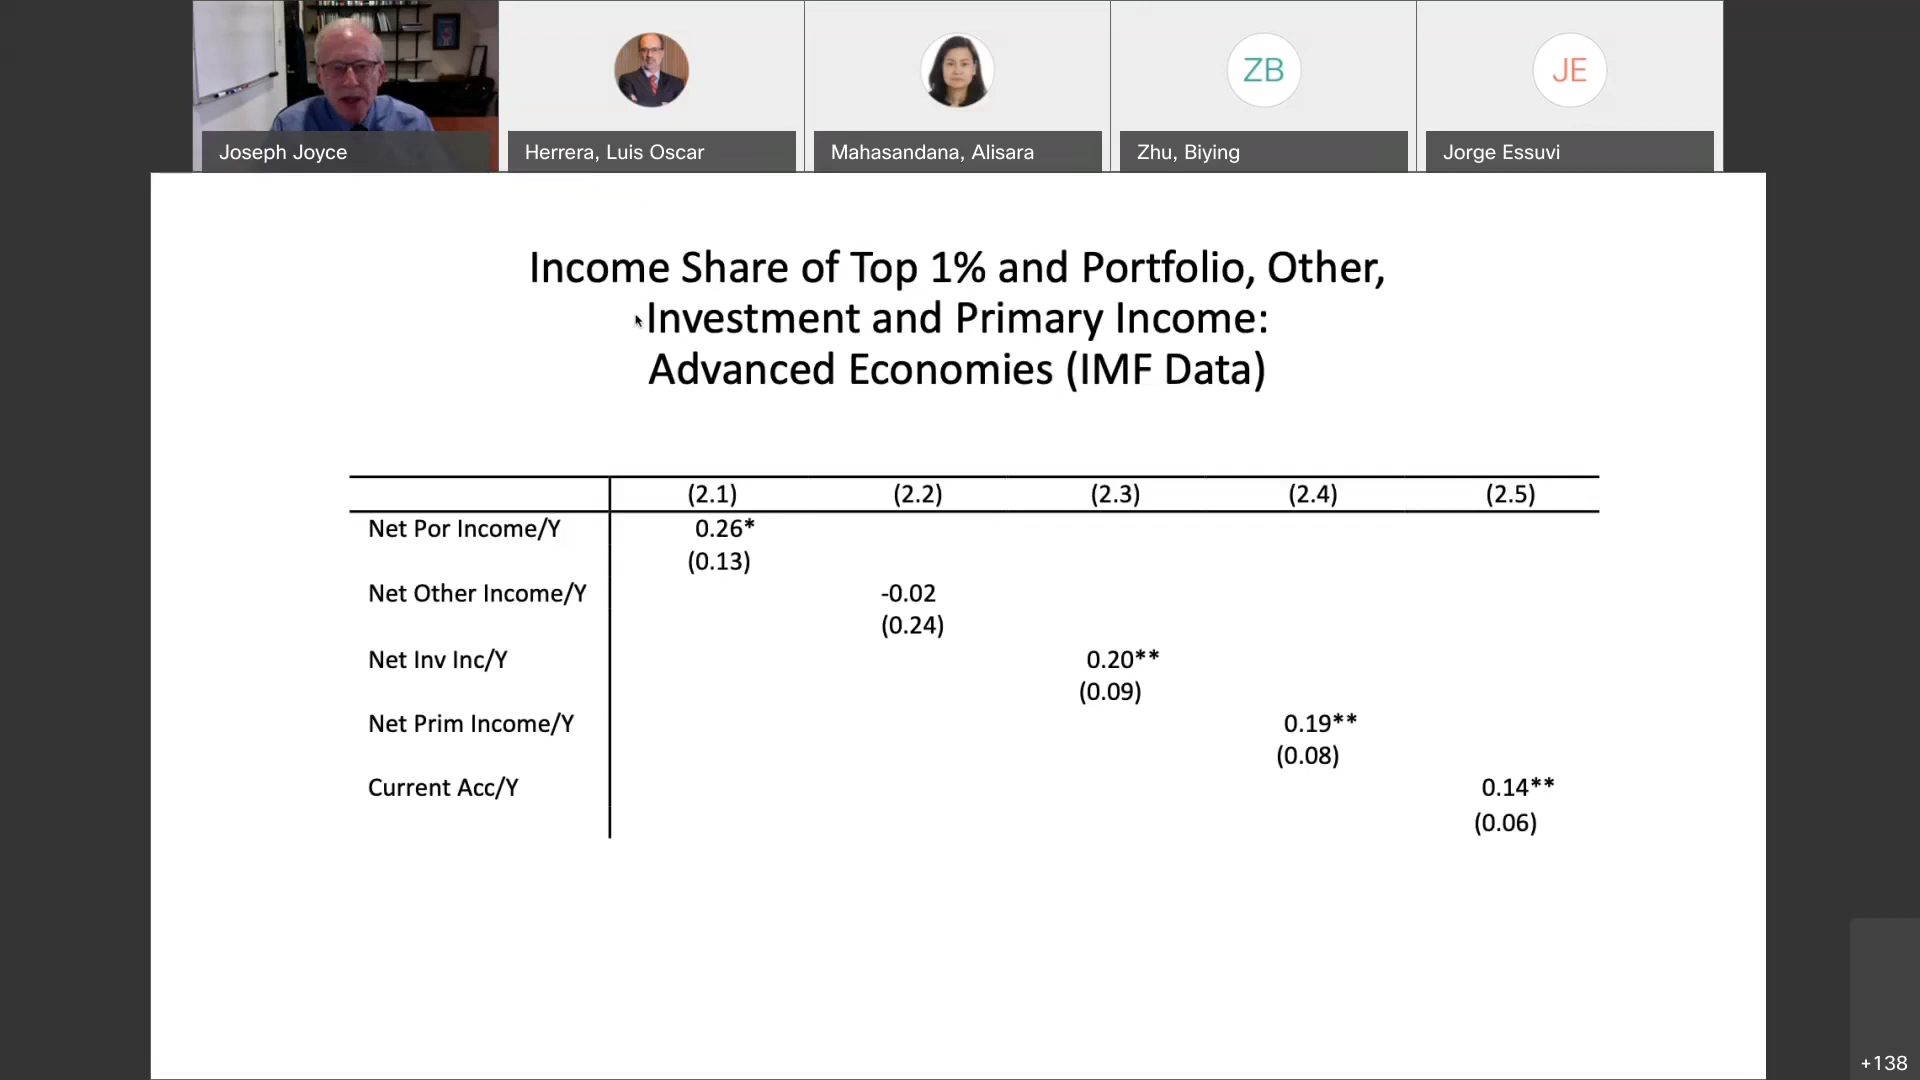 Joseph Joyce
Herrera, Luis Oscar
Mahasandana, Alisara
ZB
Zhu, Biying
JE
Jorge Essuvi
Income Share of Top 1% and Portfolio, Other,
Investment and Primary Income:
Advanced Economies (IMF Data)
(2.1) (2.2) (2.3) (2.4) (2.5)
Net Por Income/Y 0.26*
(0.13)
Net Other Income/Y -0.02
(0.24)
Net Inv Inc/Y 0.20**
(0.09)
Net Prim Income/Y 0.19**
(0.08)
Current Acc/Y 0.14**
(0.06)
+138